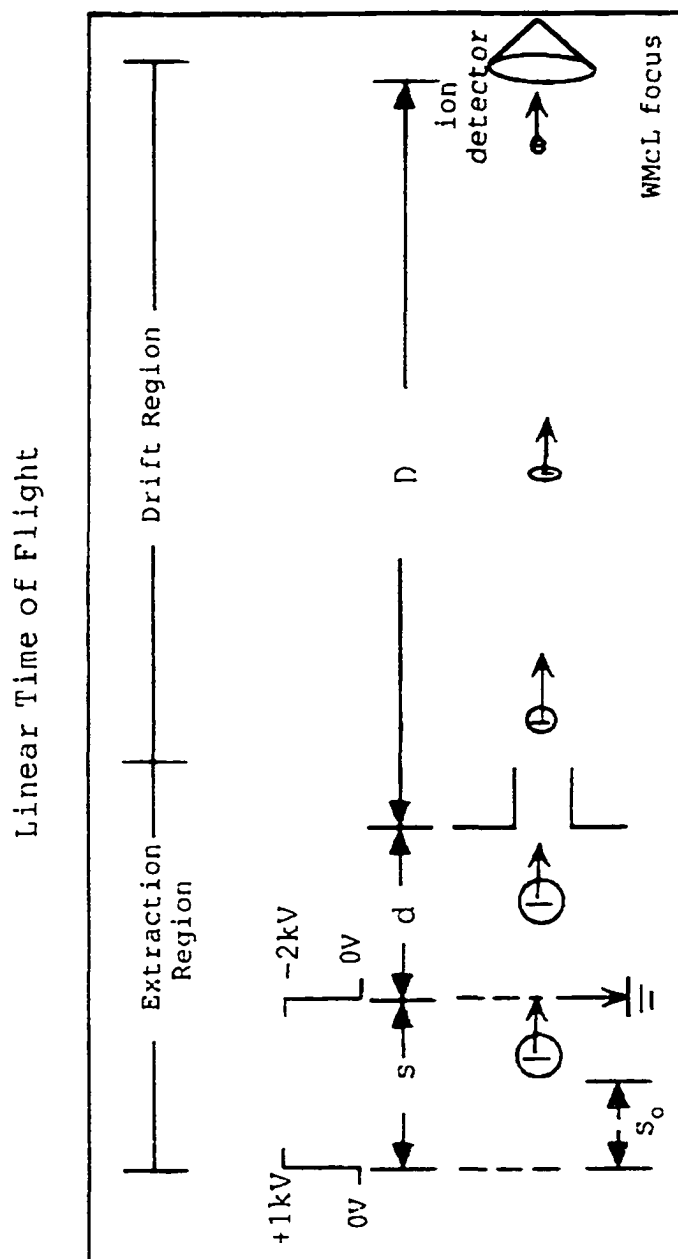 Linear Time of Flight
Extraction
Region
Drift Region
+1kV
0V
-2kV
0V
s
d
D
ion
detector
s₀
WMcL focus